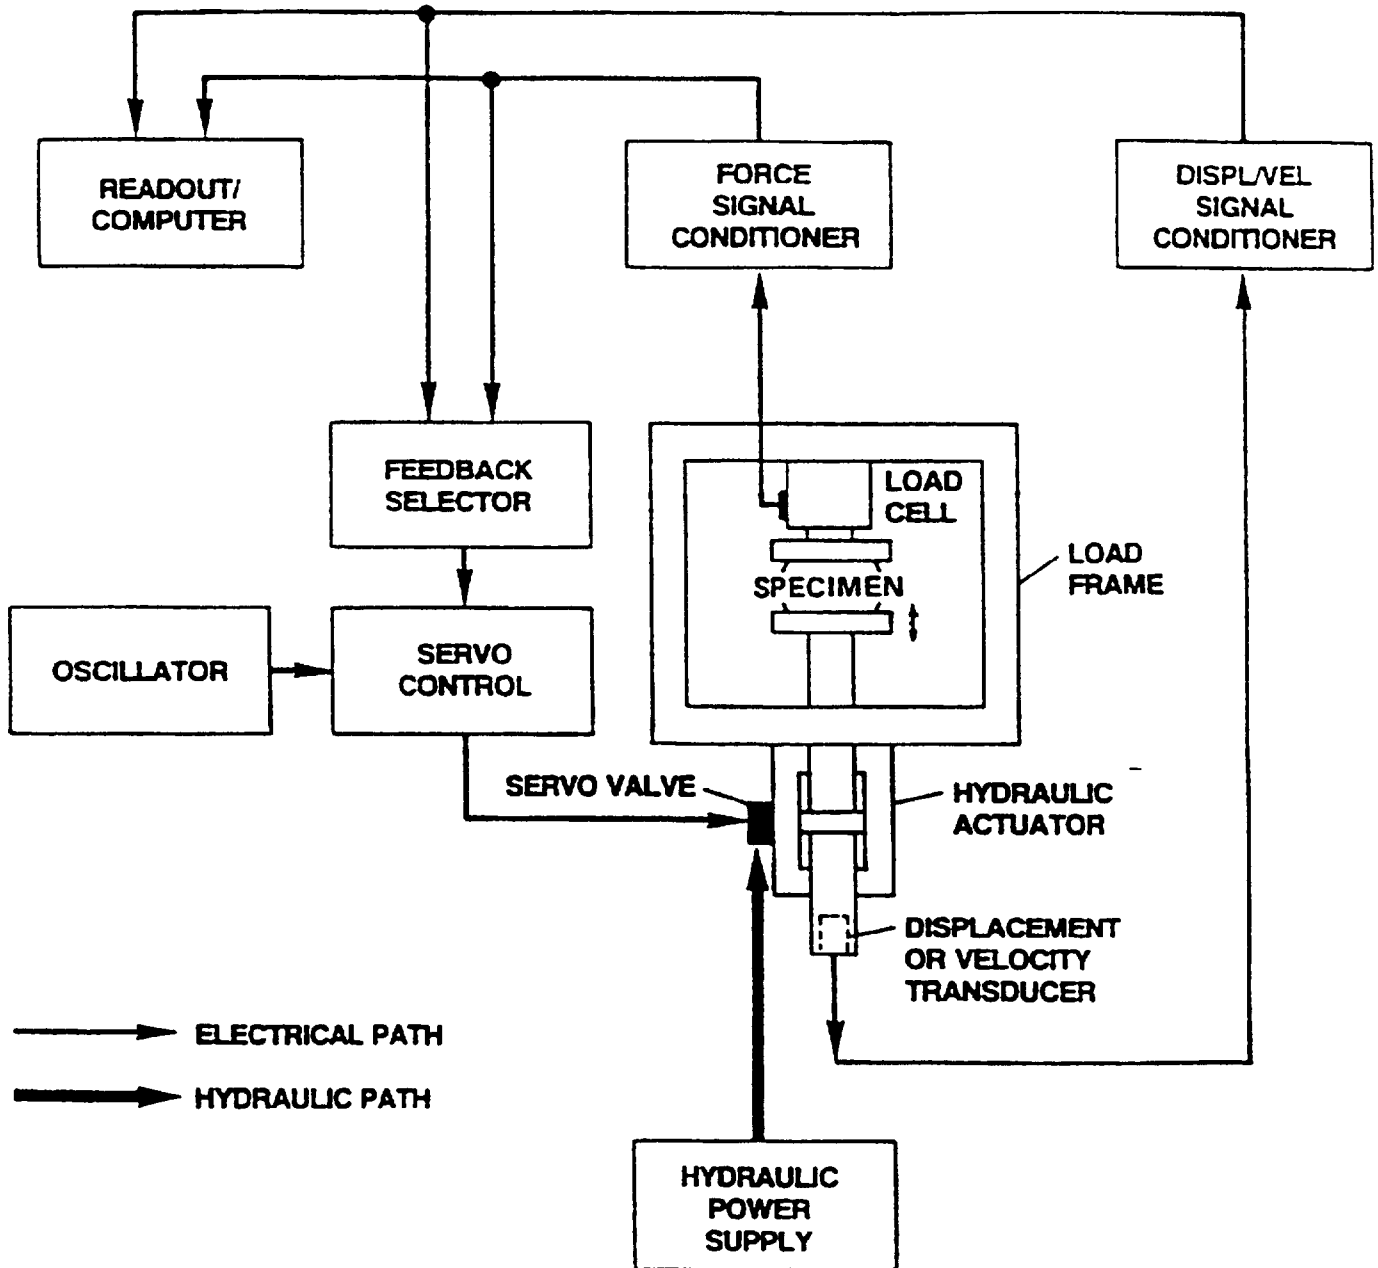 READOUT/
COMPUTER
FORCE
SIGNAL
CONDITIONER
DISPL/VEL
SIGNAL
CONDITIONER
FEEDBACK
SELECTOR
LOAD
CELL
SPECIMEN
LOAD
FRAME
OSCILLATOR
SERVO
CONTROL
SERVO VALVE
HYDRAULIC
ACTUATOR
DISPLACEMENT
OR VELOCITY
TRANSDUCER
ELECTRICAL PATH
HYDRAULIC PATH
HYDRAULIC
POWER
SUPPLY